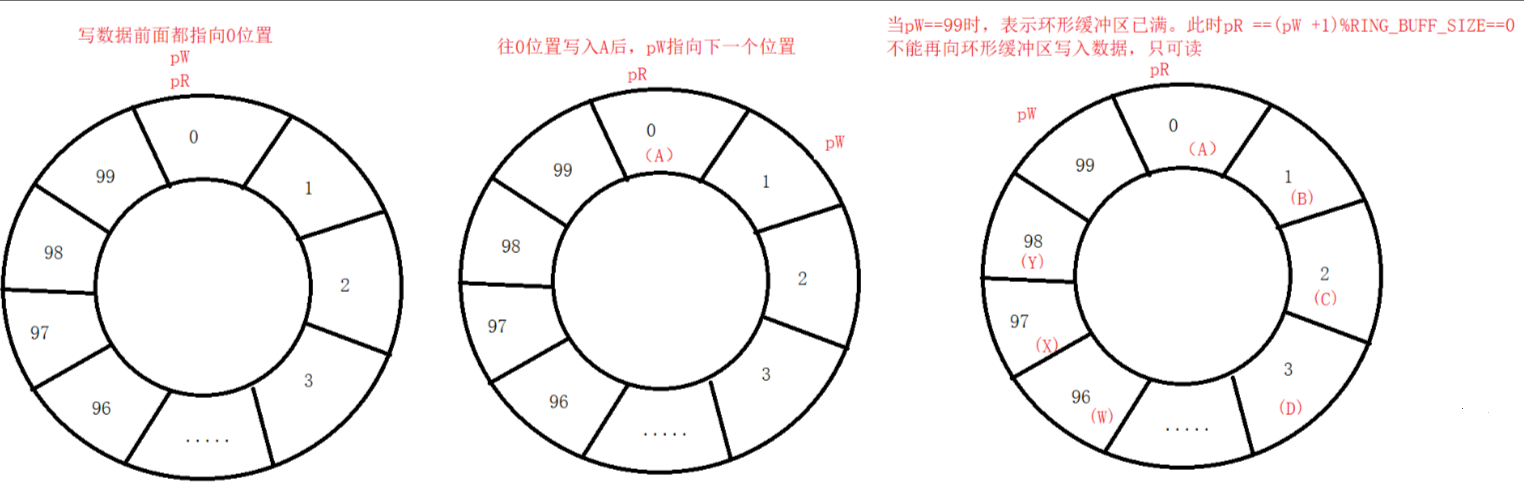 写数据前面都指向0位置
pW
pR
0
1
2
3
.....
96
97
98
99
往0位置写入A后，pW指向下一个位置
pR
pW
0
(A)
1
2
3
.....
96
97
98
99
当pW==99时，表示环形缓冲区已满。此时pR ==(pW +1)%RING_BUFF_SIZE==0
不能再向环形缓冲区写入数据，只可读
pR
pW
0
(A)
1
(B)
2
(C)
3
(D)
.....
96
(W)
97
(X)
98
(Y)
99